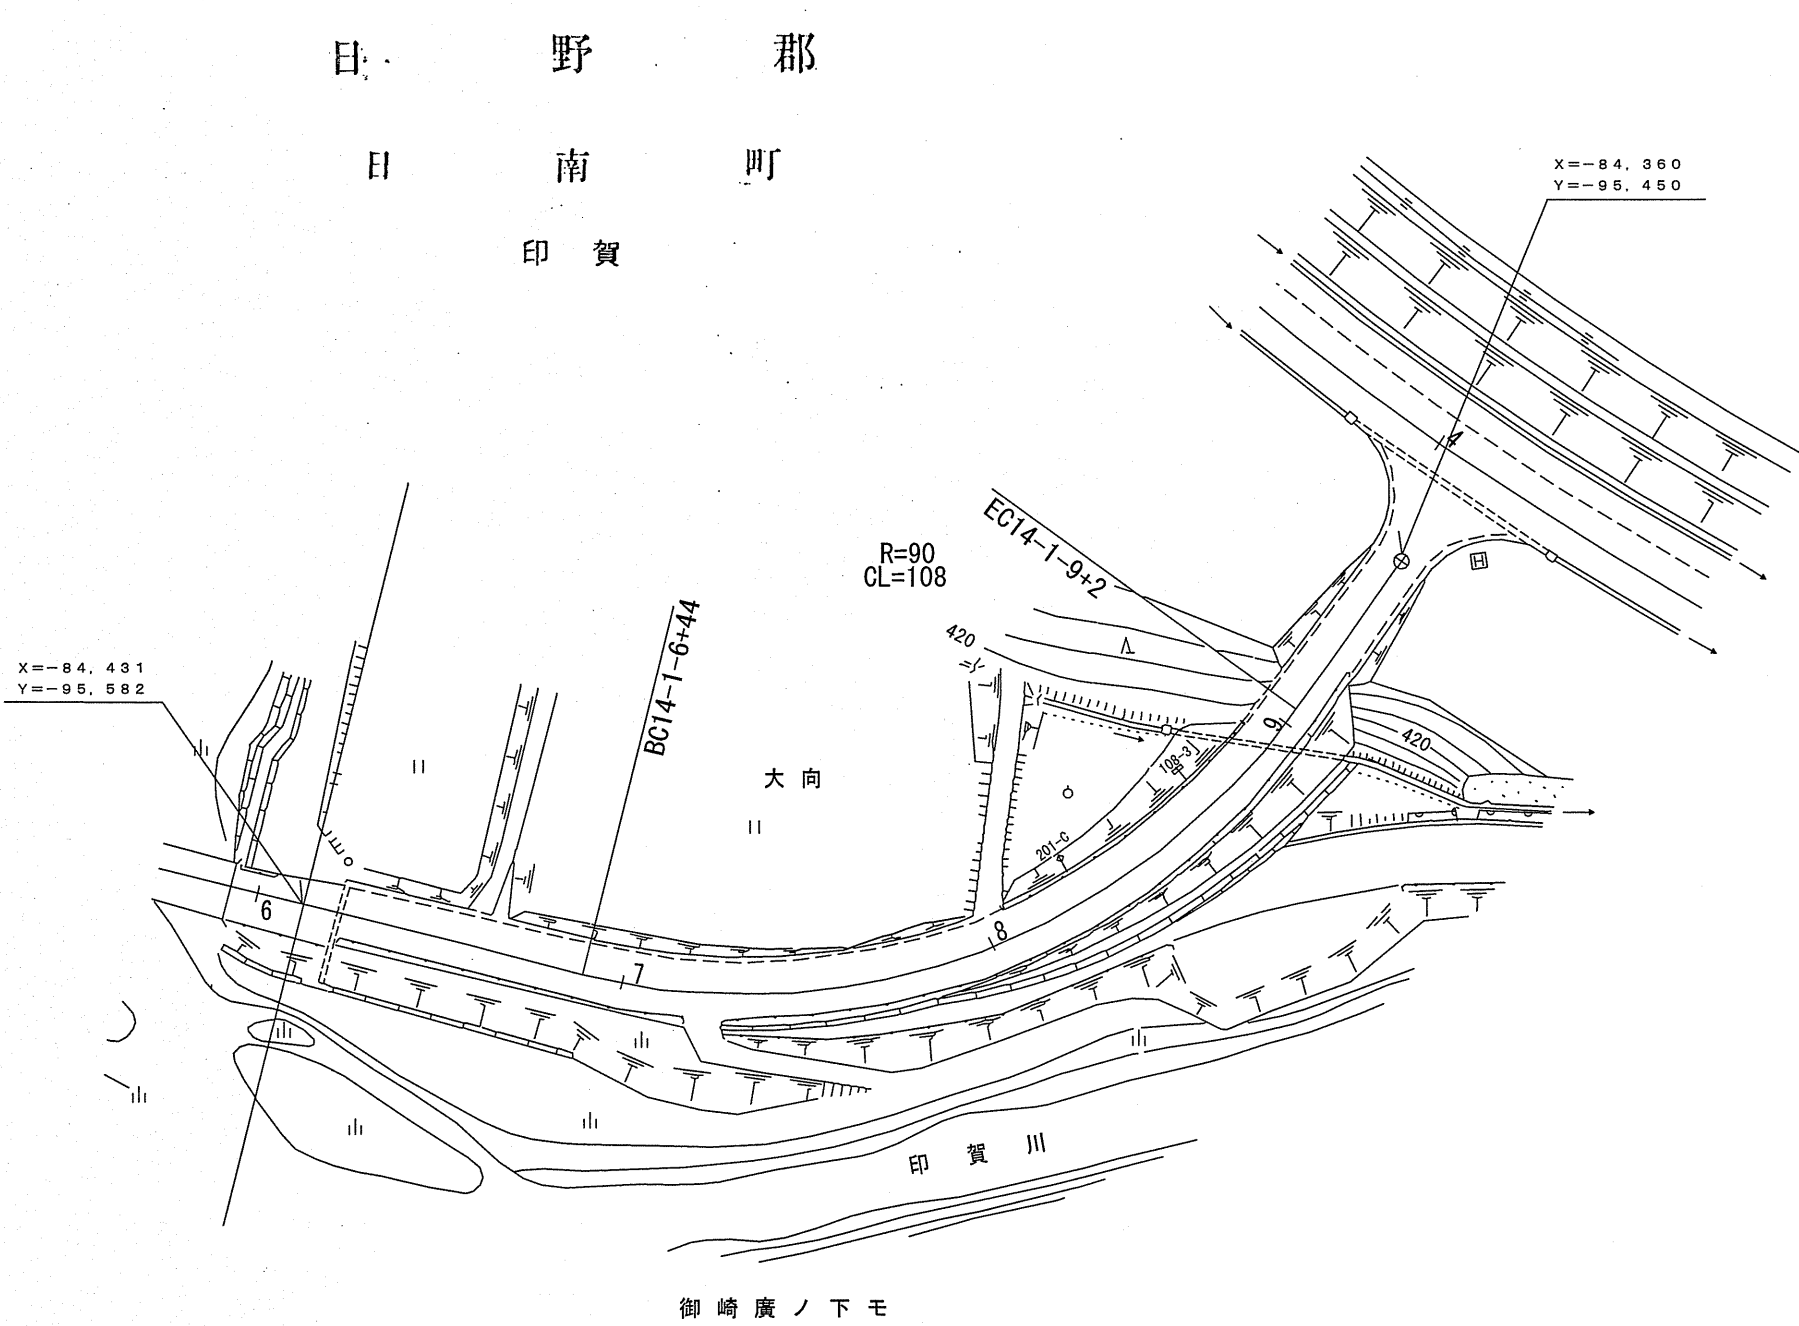 日野郡
日南町
印賀
X=-84, 360
Y=-95, 450
4
EC14-1-9+2
R=90
CL=108
BC14-1-6+44
420
X=-84, 431
Y=-95, 582
9
420
108-3
大向
201-C
6
8
7
印賀川
御崎廣ノ下モ